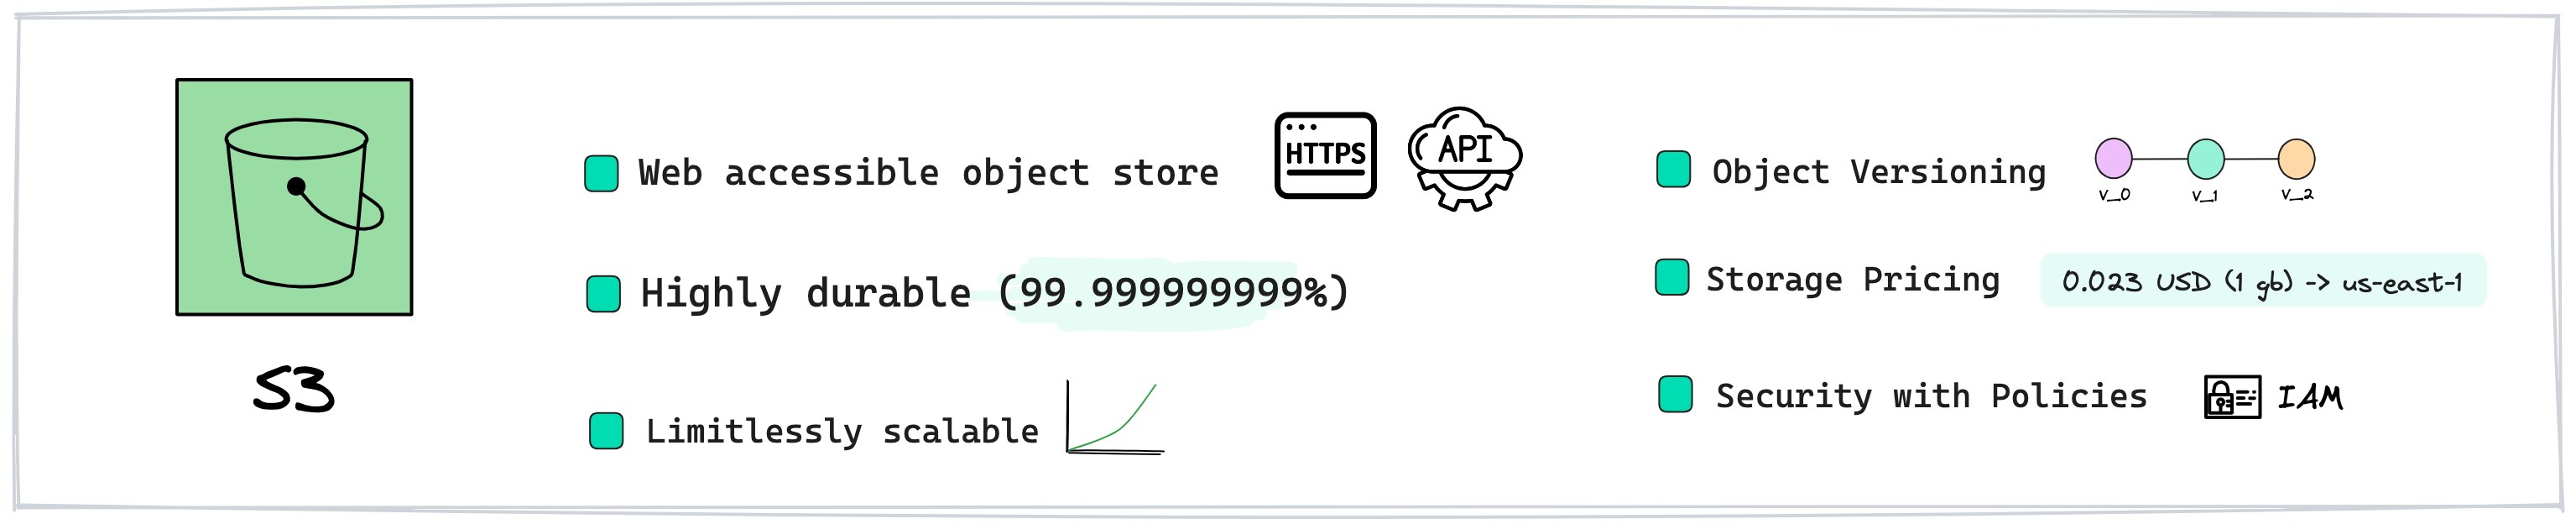 S3
Web accessible object store
HTTPS
API
Highly durable (99.999999999%)
Limitlessly scalable
Object Versioning
v_0
v_1
v_2
Storage Pricing
0.023 USD (1 gb) -> us-east-1
Security with Policies
IAM